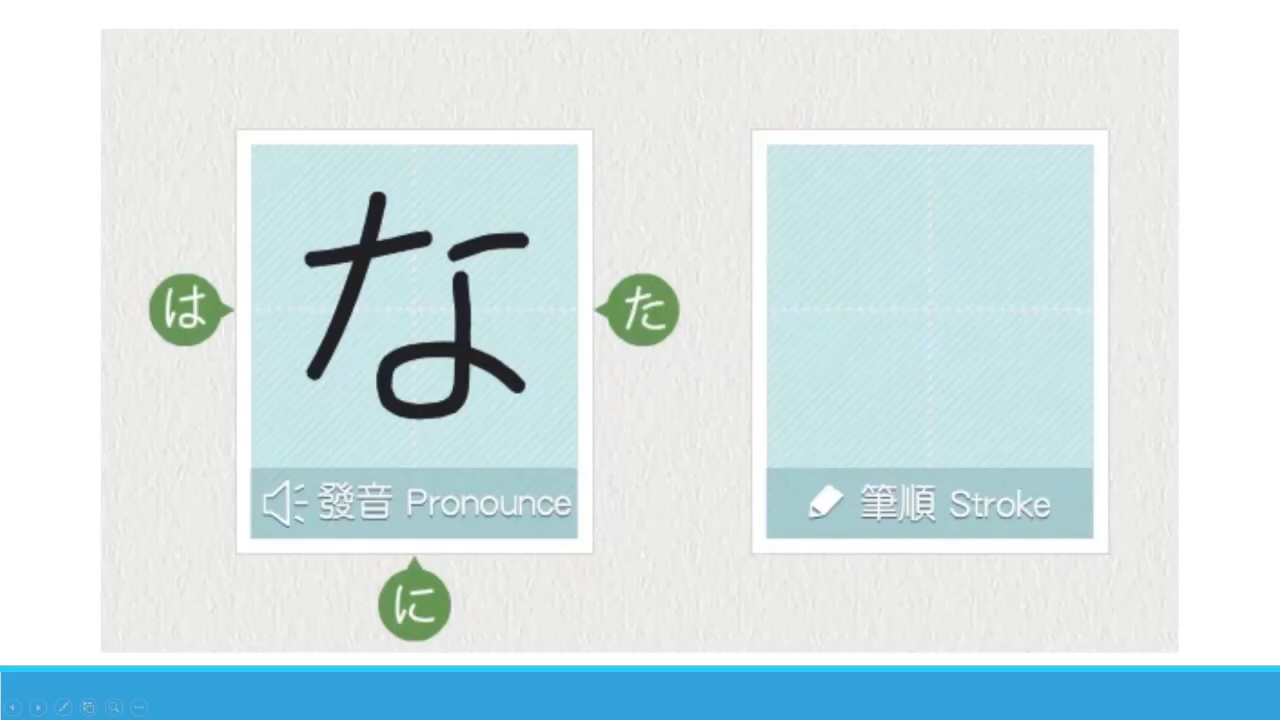 な
は
た
發音 Pronounce
筆順 Stroke
に